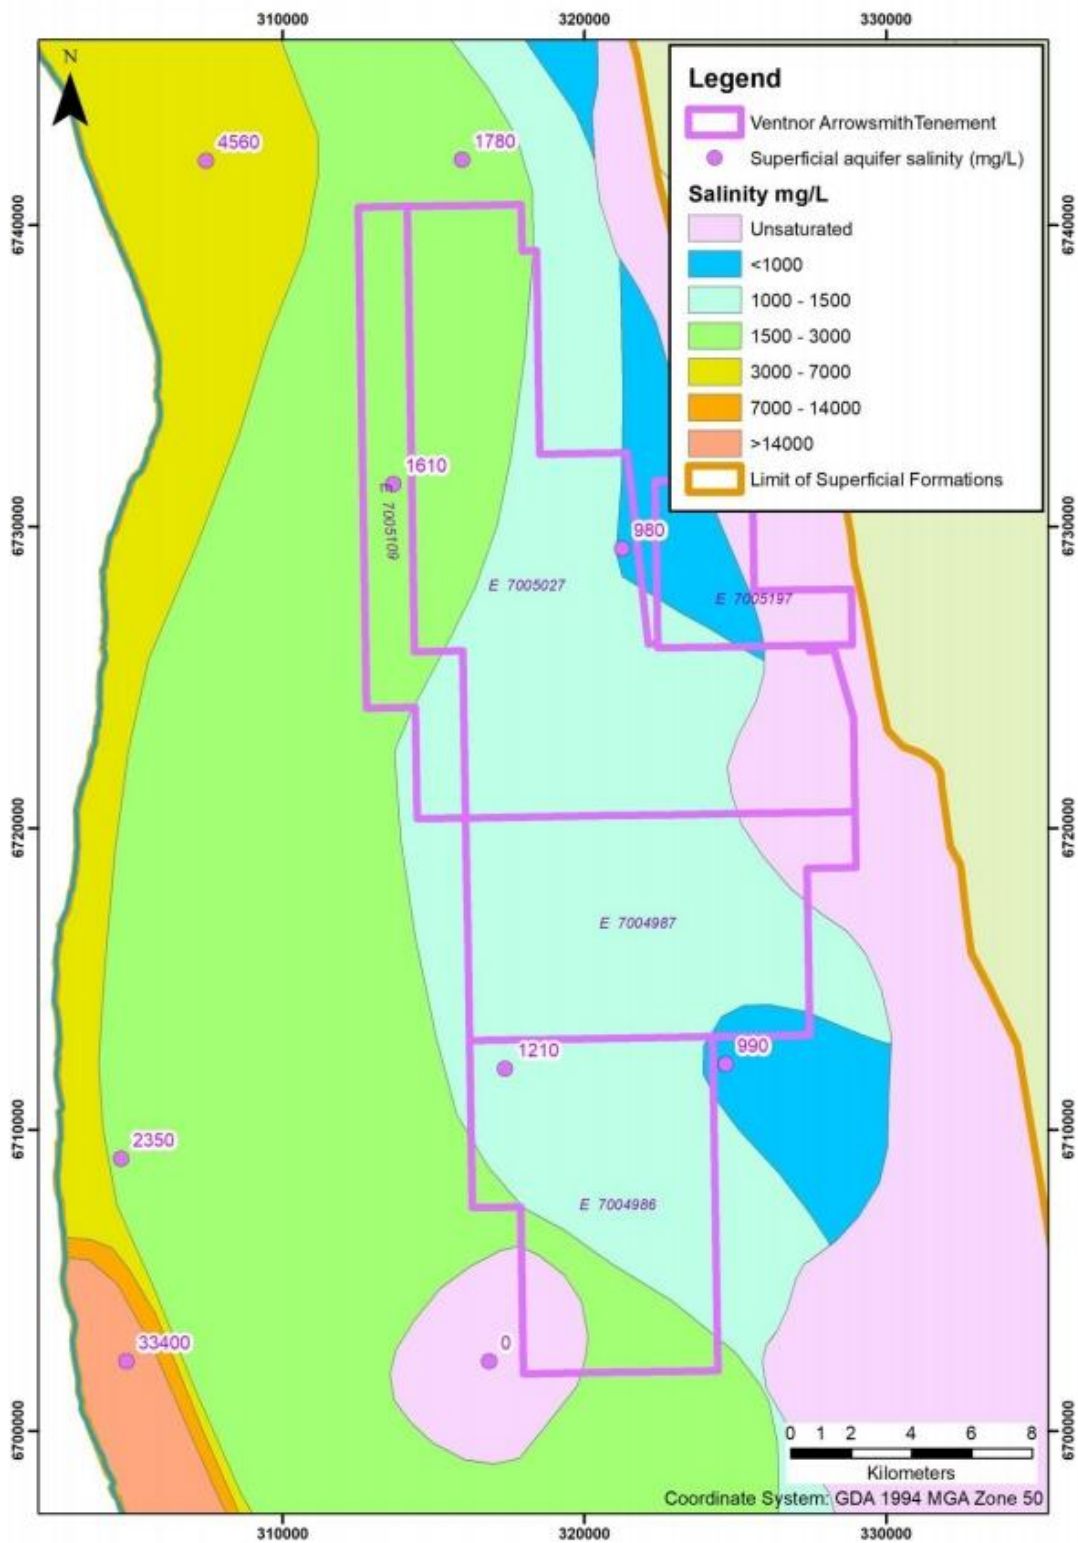 310000 320000 330000
N
Legend
Ventnor ArrowsmithTenement
Superficial aquifer salinity (mg/L)
Salinity mg/L
Unsaturated
<1000
1000 - 1500
1500 - 3000
3000 - 7000
7000 - 14000
>14000
Limit of Superficial Formations
4560
1780
6740000
6740000
1610
E 7005109
980
6730000
6730000
E 7005027
E 7005197
6720000
6720000
E 7004987
1210
990
6710000
6710000
2350
E 7004986
33400
0
6700000
6700000
0 1 2 4 6 8
Kilometers
Coordinate System: GDA 1994 MGA Zone 50
310000 320000 330000